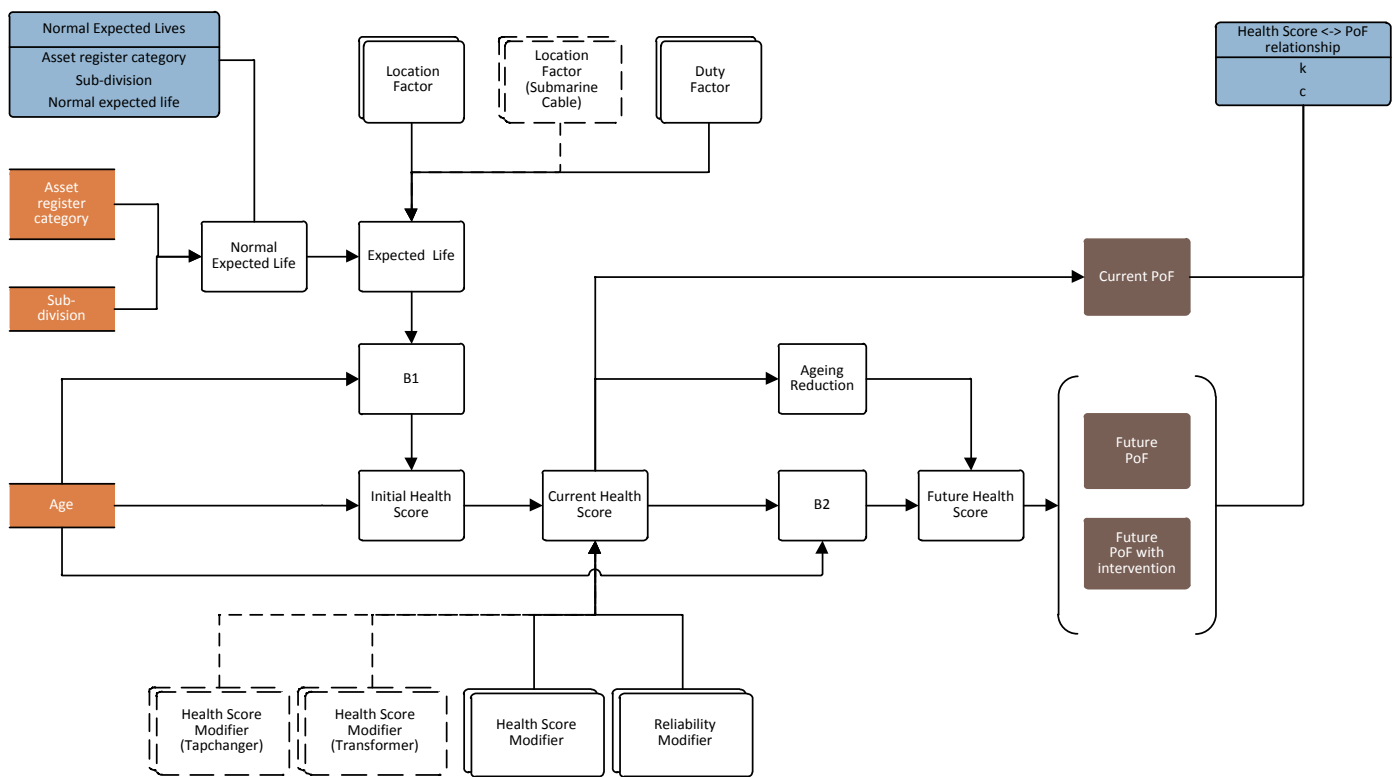 Normal Expected Lives
Asset register category
Sub-division
Normal expected life
Location
Factor
Location
Factor
(Submarine
Cable)
Duty
Factor
Health Score <-> PoF
relationship
k
c
Asset
register
category
Sub-
division
Normal
Expected Life
Expected Life
Current PoF
B1
Ageing
Reduction
Age
Initial Health
Score
Current Health
Score
B2
Future Health
Score
Future
PoF
Future
PoF with
intervention
Health Score
Modifier
(Tapchanger)
Health Score
Modifier
(Transformer)
Health Score
Modifier
Reliability
Modifier